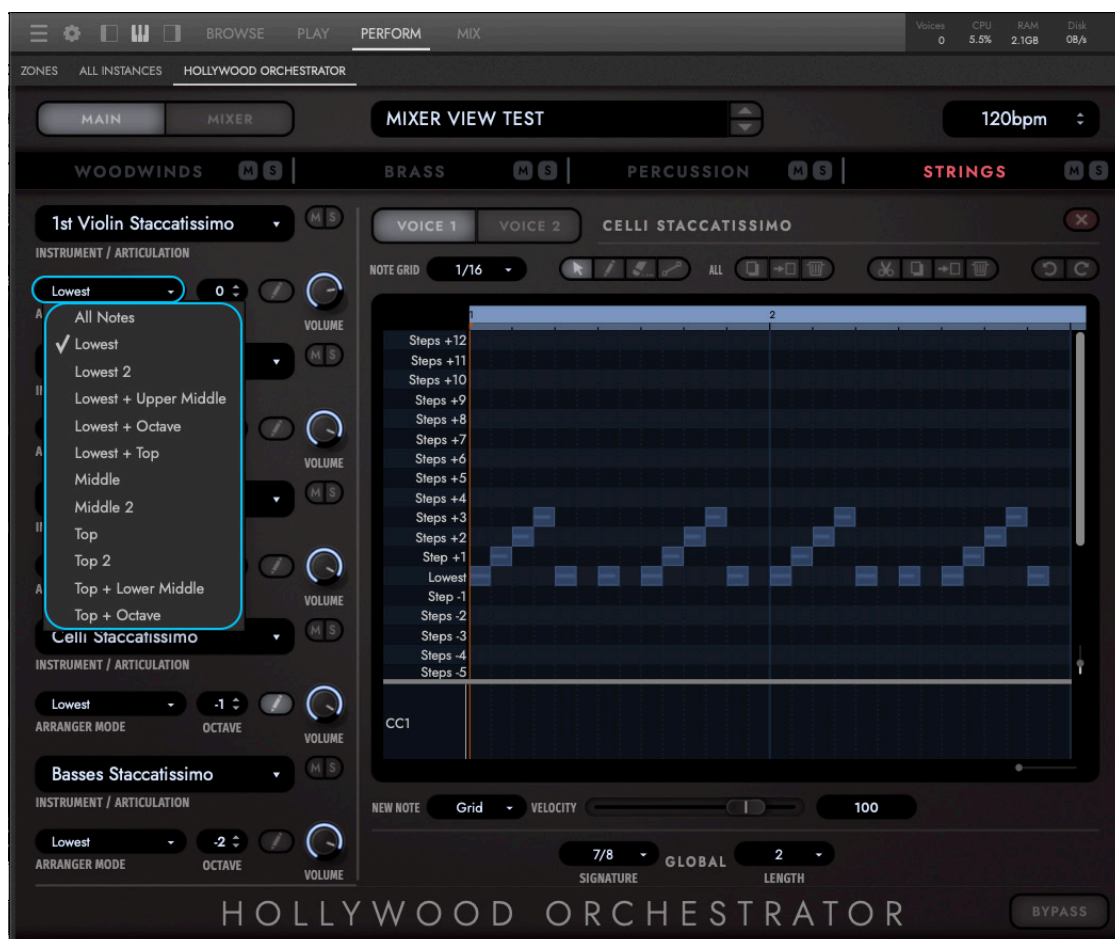 BROWSE PLAY PERFORM MIX Voices CPU RAM Disk
0 5.5% 2.1GB 0B/s
ZONES ALL INSTANCES HOLLYWOOD ORCHESTRATOR
MAIN MIXER MIXER VIEW TEST 120bpm
WOODWINDS M S BRASS M S PERCUSSION M S STRINGS M S
1st Violin Staccatissimo M S
INSTRUMENT / ARTICULATION
Lowest 0
VOLUME
All Notes
Lowest
Lowest 2
Lowest + Upper Middle
Lowest + Octave
Lowest + Top
Middle
Middle 2
Top
Top 2
Top + Lower Middle
Top + Octave
M S
VOLUME
M S
VOLUME
Celli Staccatissimo M S
INSTRUMENT / ARTICULATION
Lowest -1
ARRANGER MODE OCTAVE VOLUME
Basses Staccatissimo M S
INSTRUMENT / ARTICULATION
Lowest -2
ARRANGER MODE OCTAVE VOLUME
VOICE 1 VOICE 2 CELLI STACCATISSIMO
NOTE GRID 1/16 ALL
1 2
Steps +12
Steps +11
Steps +10
Steps +9
Steps +8
Steps +7
Steps +6
Steps +5
Steps +4
Steps +3
Steps +2
Step +1
Lowest
Step -1
Steps -2
Steps -3
Steps -4
Steps -5
CC1
NEW NOTE Grid VELOCITY 100
7/8 GLOBAL 2
SIGNATURE LENGTH
HOLLYWOOD ORCHESTRATOR BYPASS